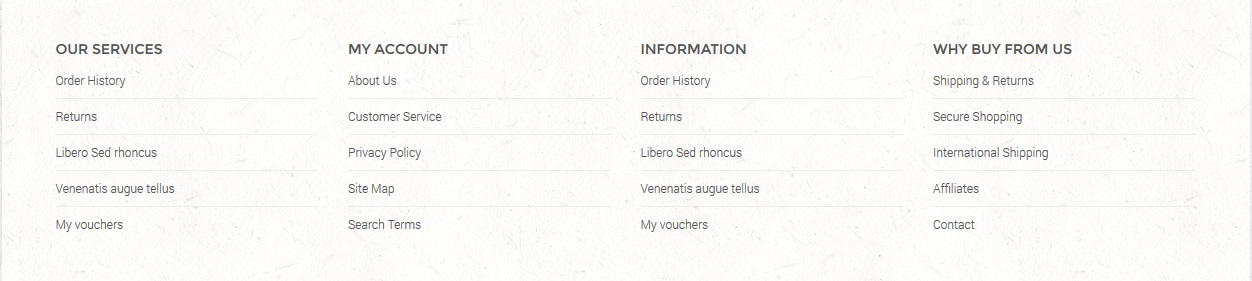 OUR SERVICES
Order History
Returns
Libero Sed rhoncus
Venenatis augue tellus
My vouchers
MY ACCOUNT
About Us
Customer Service
Privacy Policy
Site Map
Search Terms
INFORMATION
Order History
Returns
Libero Sed rhoncus
Venenatis augue tellus
My vouchers
WHY BUY FROM US
Shipping & Returns
Secure Shopping
International Shipping
Affiliates
Contact